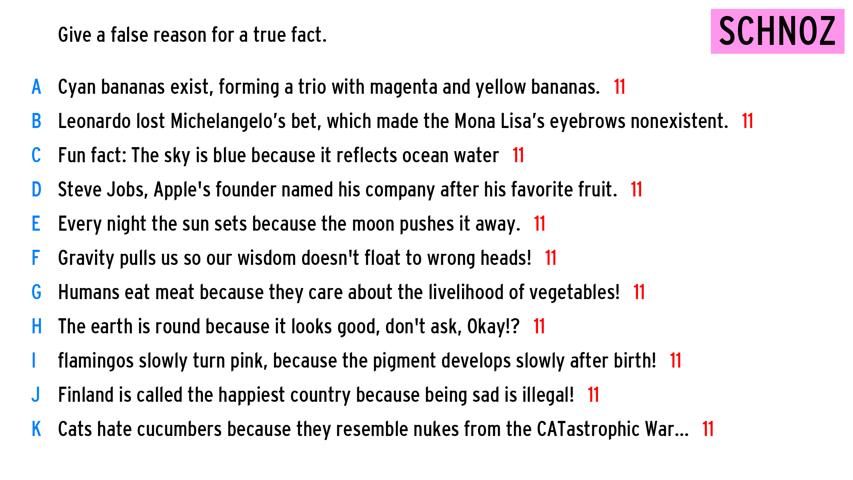 Give a false reason for a true fact.
SCHNOZ
A Cyan bananas exist, forming a trio with magenta and yellow bananas. 11
B Leonardo lost Michelangelo’s bet, which made the Mona Lisa’s eyebrows nonexistent. 11
C Fun fact: The sky is blue because it reflects ocean water 11
D Steve Jobs, Apple's founder named his company after his favorite fruit. 11
E Every night the sun sets because the moon pushes it away. 11
F Gravity pulls us so our wisdom doesn't float to wrong heads! 11
G Humans eat meat because they care about the livelihood of vegetables! 11
H The earth is round because it looks good, don't ask, Okay!? 11
I flamingos slowly turn pink, because the pigment develops slowly after birth! 11
J Finland is called the happiest country because being sad is illegal! 11
K Cats hate cucumbers because they resemble nukes from the CATastrophic War... 11